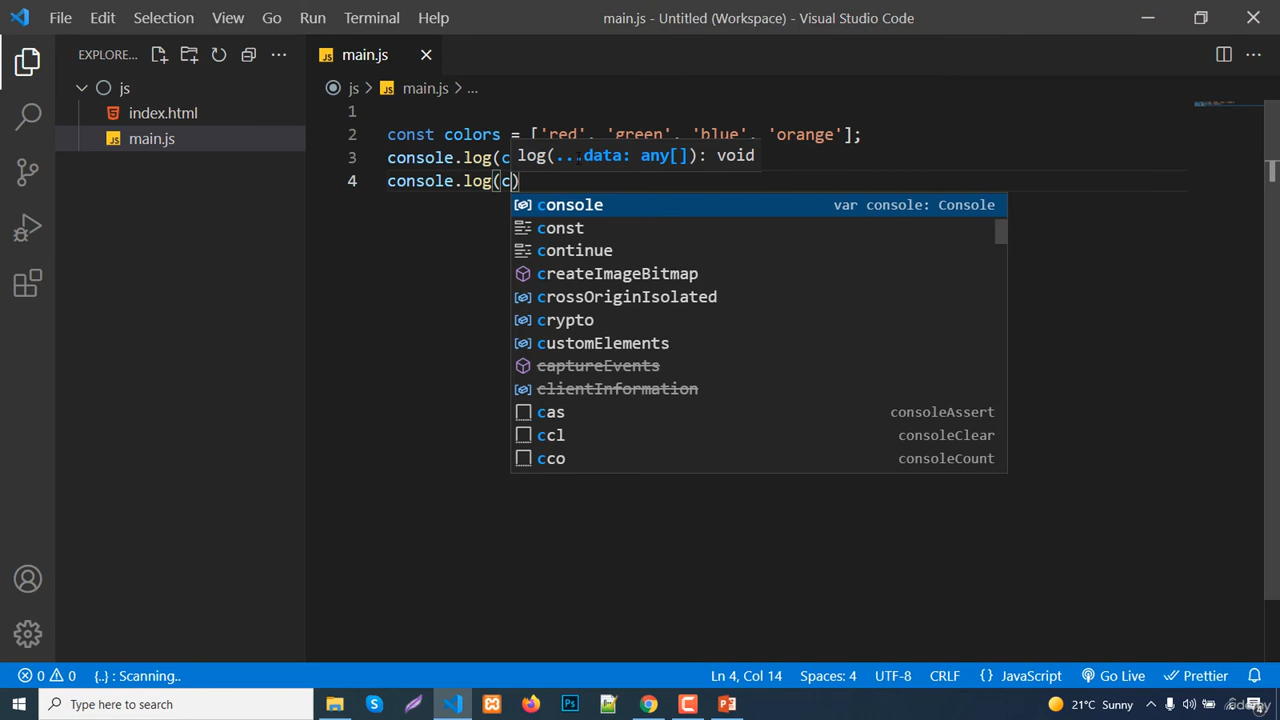 File Edit Selection View Go Run Terminal Help main.js - Untitled (Workspace) - Visual Studio Code
EXPLORE... ...
JS main.js
js
index.html
JS main.js
js > JS main.js > ...
1
2 const colors = ['red', 'green', 'blue', 'orange'];
3 console.log(c
log(...data: any[]): void
4 console.log(c)
console var console: Console
const
continue
createImageBitmap
crossOriginIsolated
crypto
customElements
captureEvents
clientInformation
cas consoleAssert
ccl consoleClear
cco consoleCount
0 0 {..} : Scanning.. Ln 4, Col 14 Spaces: 4 UTF-8 CRLF {} JavaScript Go Live Prettier
Type here to search 21°C Sunny